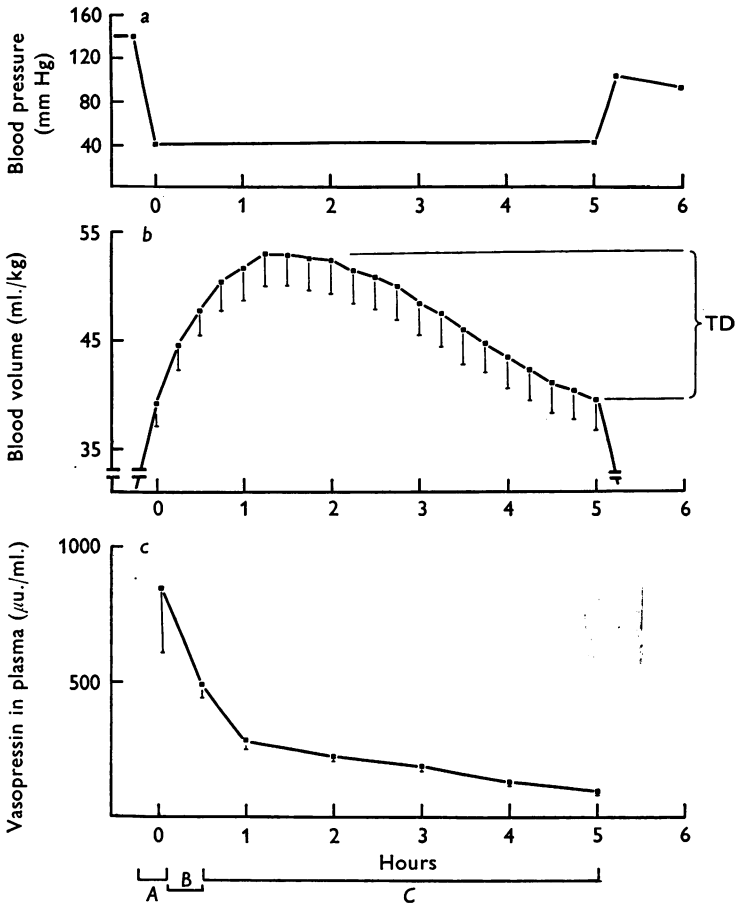 a
160
120
80
40
Blood pressure
(mm Hg)
0 1 2 3 4 5 6
b
55
45
35
Blood volume (ml./kg)
TD
0 1 2 3 4 5 6
c
1000
500
Vasopressin in plasma (μu./ml.)
0 1 2 3 4 5 6
Hours
A B C